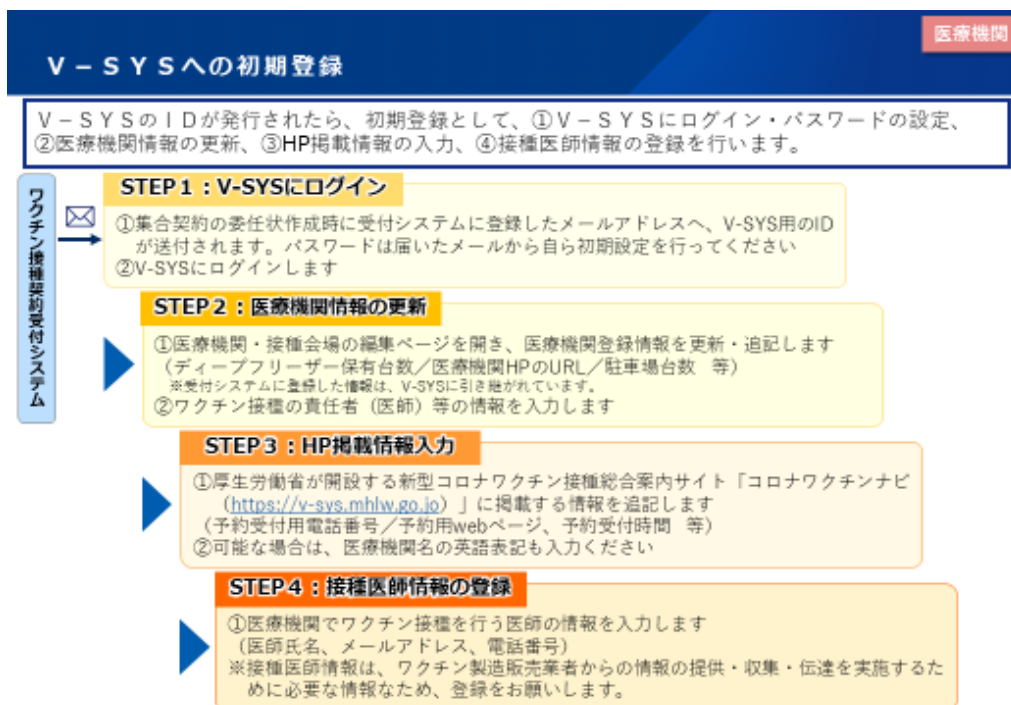 医療機関
V－SYSへの初期登録
V－SYSのIDが発行されたら、初期登録として、①V－SYSにログイン・パスワードの設定、
②医療機関情報の更新、③HP掲載情報の入力、④接種医師情報の登録を行います。
ワクチン接種契約受付システム
STEP１：V-SYSにログイン
①集合契約の委任状作成時に受付システムに登録したメールアドレスへ、V-SYS用のID
が送付されます。パスワードは届いたメールから自ら初期設定を行ってください
②V-SYSにログインします
STEP２：医療機関情報の更新
①医療機関・接種会場の編集ページを開き、医療機関登録情報を更新・追記します
（ディープフリーザー保有台数／医療機関HPのURL／駐車場台数　等）
※受付システムに登録した情報は、V-SYSに引き継がれています。
②ワクチン接種の責任者（医師）等の情報を入力します
STEP３：HP掲載情報入力
①厚生労働省が開設する新型コロナワクチン接種総合案内サイト「コロナワクチンナビ
（https://v-sys.mhlw.go.jp）」に掲載する情報を追記します
（予約受付用電話番号／予約用webページ、予約受付時間　等）
②可能な場合は、医療機関名の英語表記も入力ください
STEP４：接種医師情報の登録
①医療機関でワクチン接種を行う医師の情報を入力します
（医師氏名、メールアドレス、電話番号）
※接種医師情報は、ワクチン製造販売業者からの情報の提供・収集・伝達を実施するた
めに必要な情報なため、登録をお願いします。